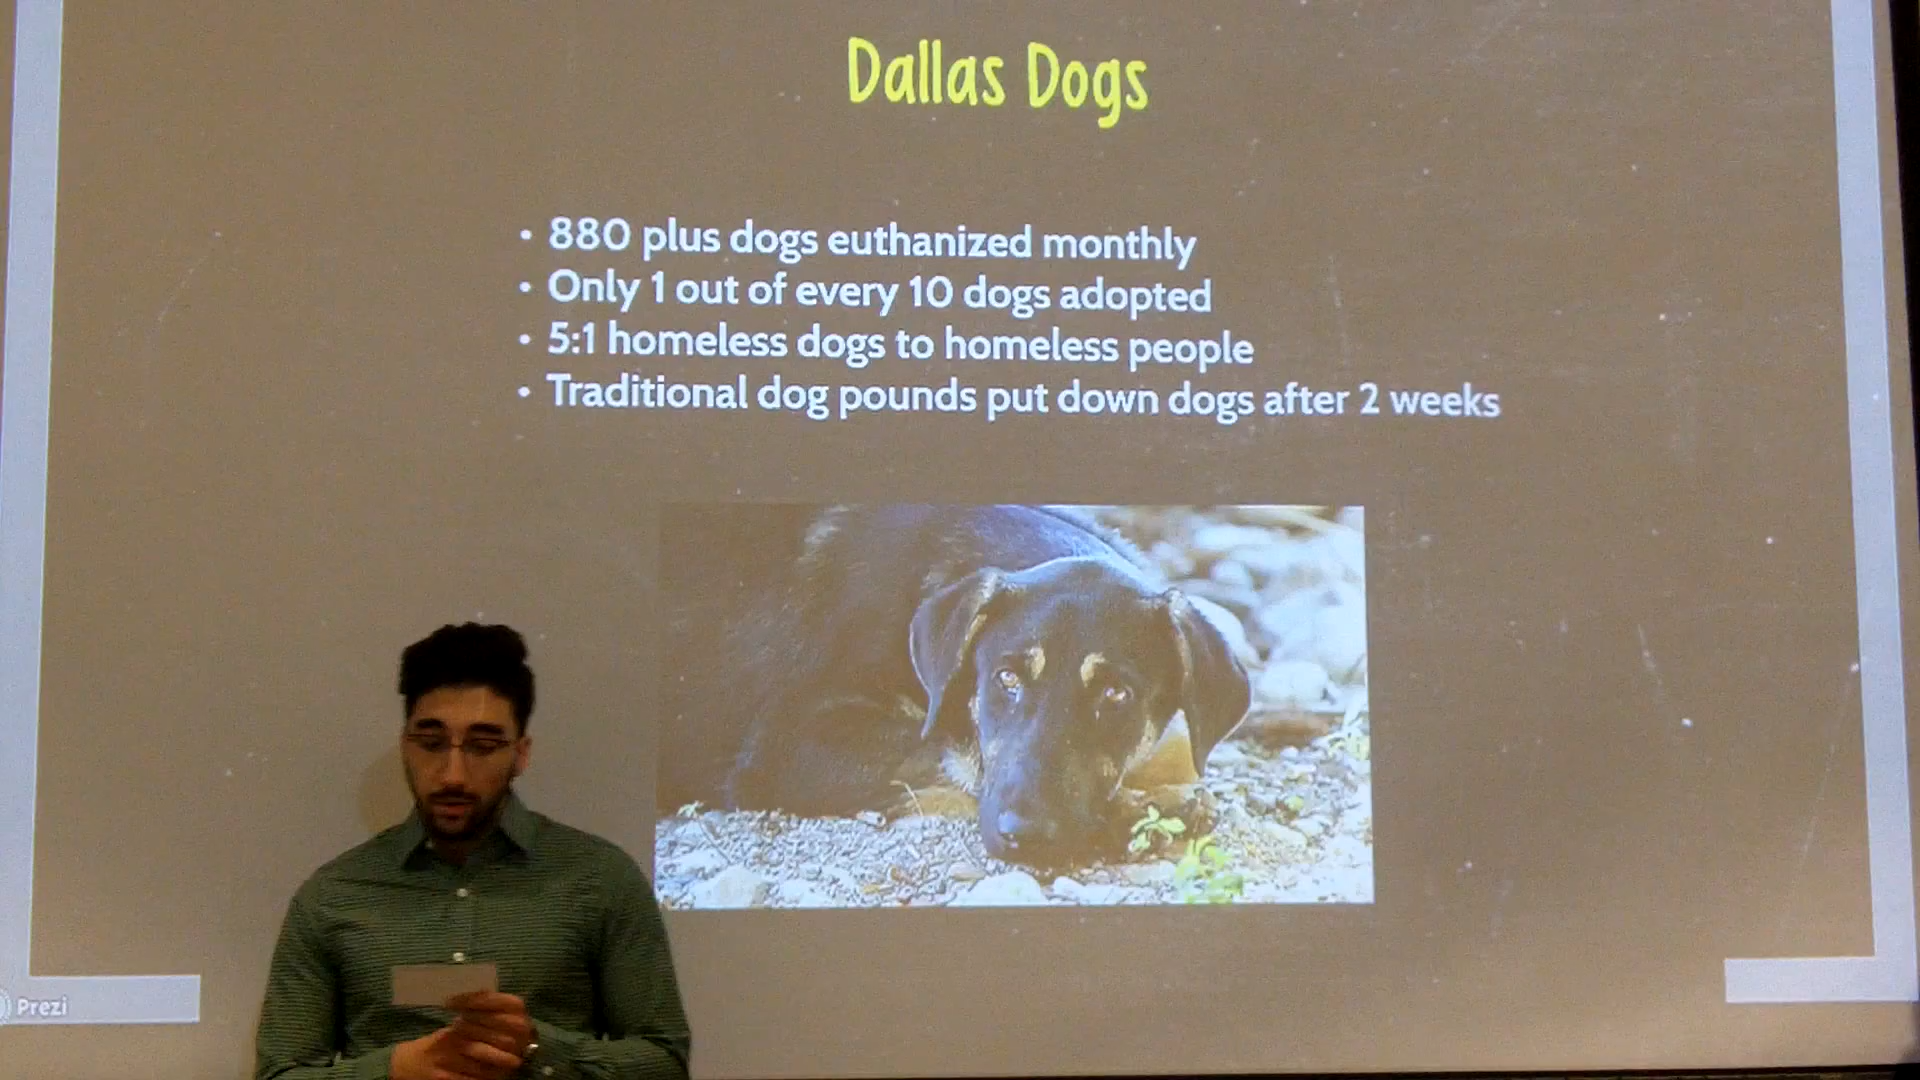 Dallas Dogs
• 880 plus dogs euthanized monthly
• Only 1 out of every 10 dogs adopted
• 5:1 homeless dogs to homeless people
• Traditional dog pounds put down dogs after 2 weeks
Prezi